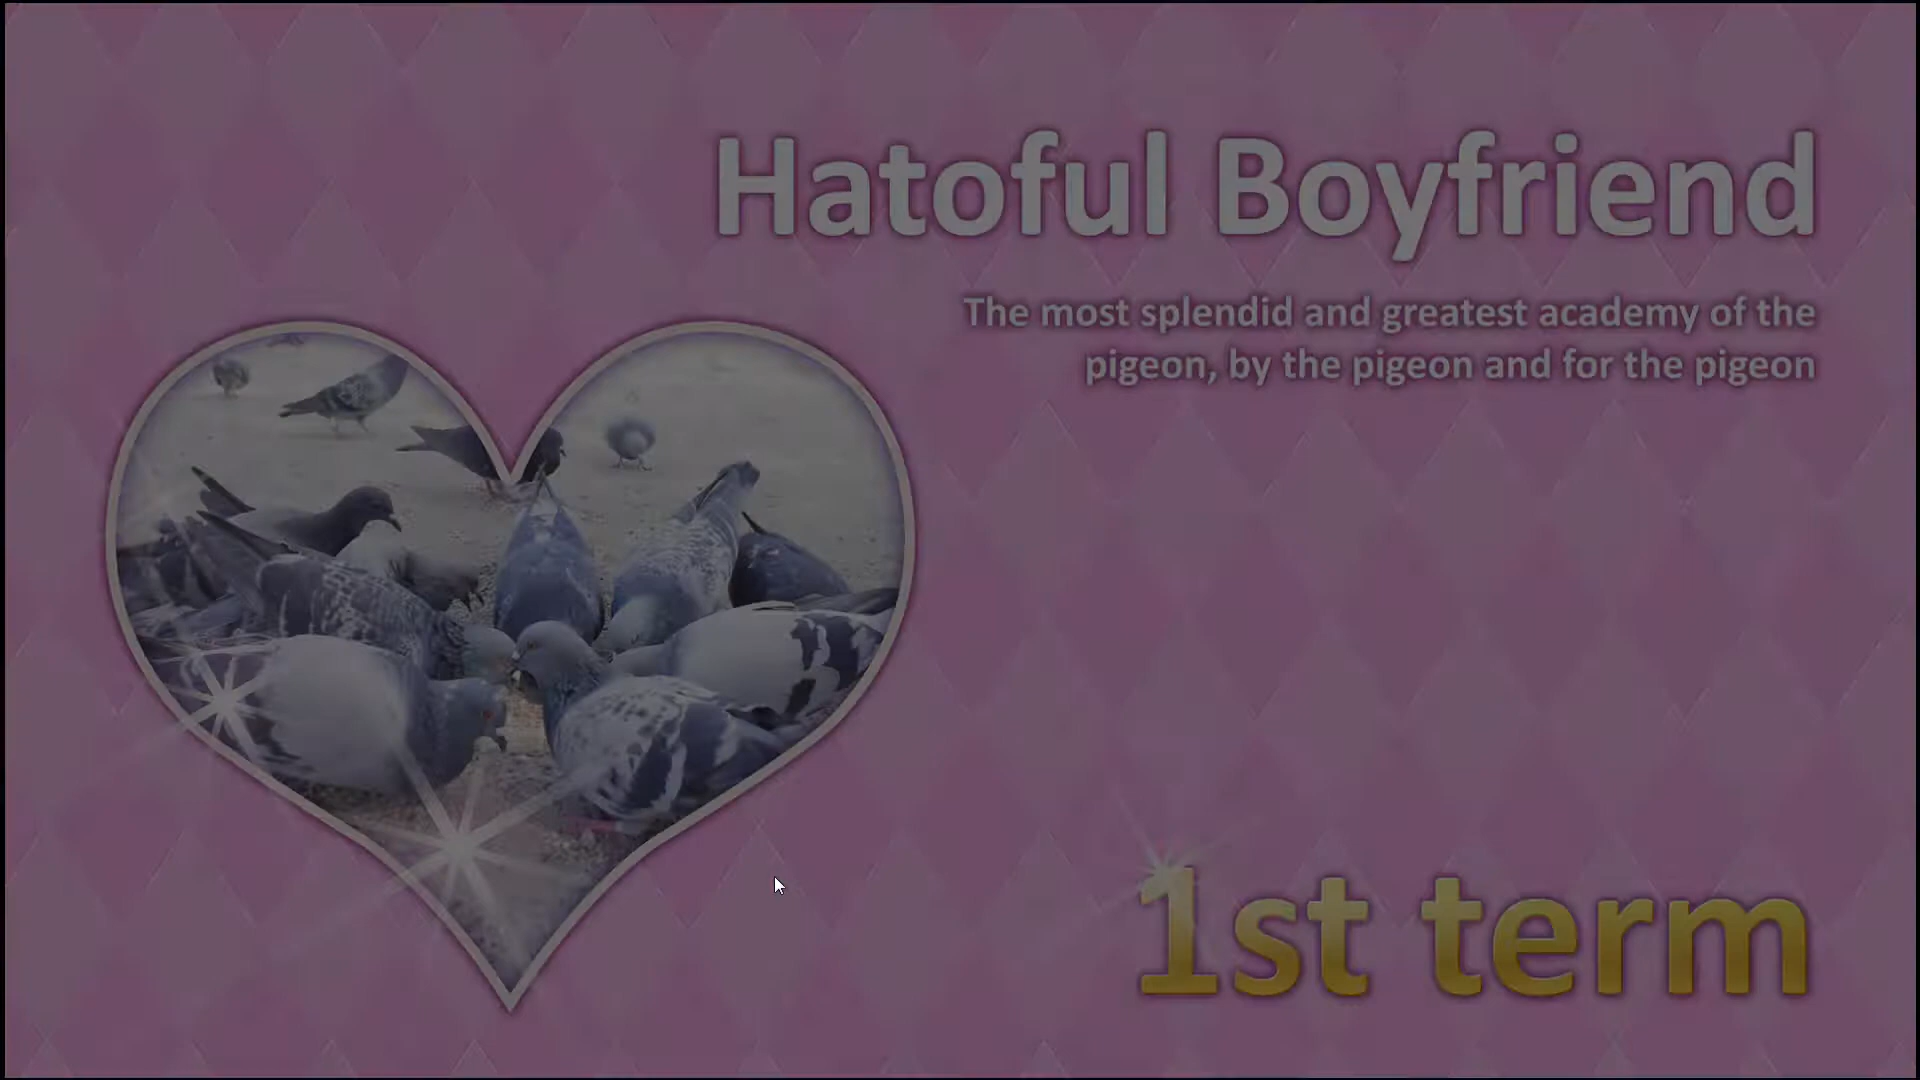 Hatoful Boyfriend
The most splendid and greatest academy of the
pigeon, by the pigeon and for the pigeon
1st term